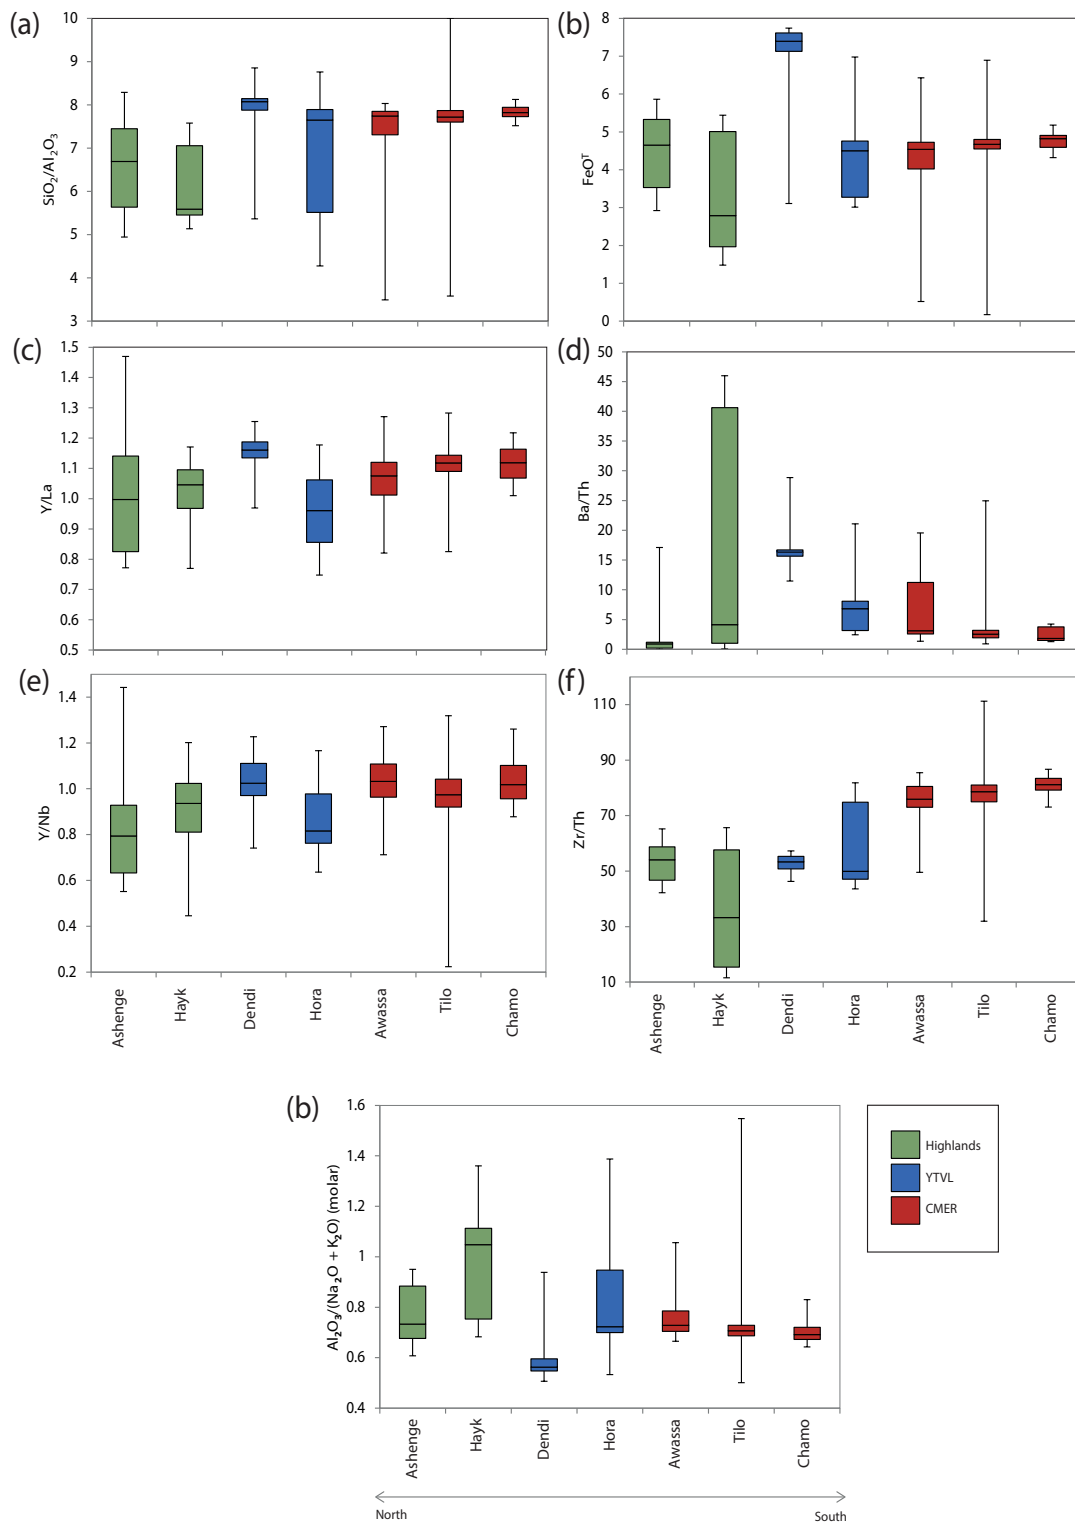 (a)
10
9
8
7
6
5
4
3
SiO₂/Al₂O₃
(b)
8
7
6
5
4
3
2
1
0
FeOᵀ
(c)
1.5
1.4
1.3
1.2
1.1
1.0
0.9
0.8
0.7
0.6
0.5
Y/La
(d)
50
45
40
35
30
25
20
15
10
5
0
Ba/Th
(e)
1.4
1.2
1.0
0.8
0.6
0.4
0.2
Y/Nb
Ashenge
Hayk
Dendi
Hora
Awassa
Tilo
Chamo
(f)
110
90
70
50
30
10
Zr/Th
Ashenge
Hayk
Dendi
Hora
Awassa
Tilo
Chamo
(b)
1.6
1.4
1.2
1
0.8
0.6
0.4
Al₂O₃/(Na₂O + K₂O) (molar)
Ashenge
Hayk
Dendi
Hora
Awassa
Tilo
Chamo
North South
Highlands
YTVL
CMER